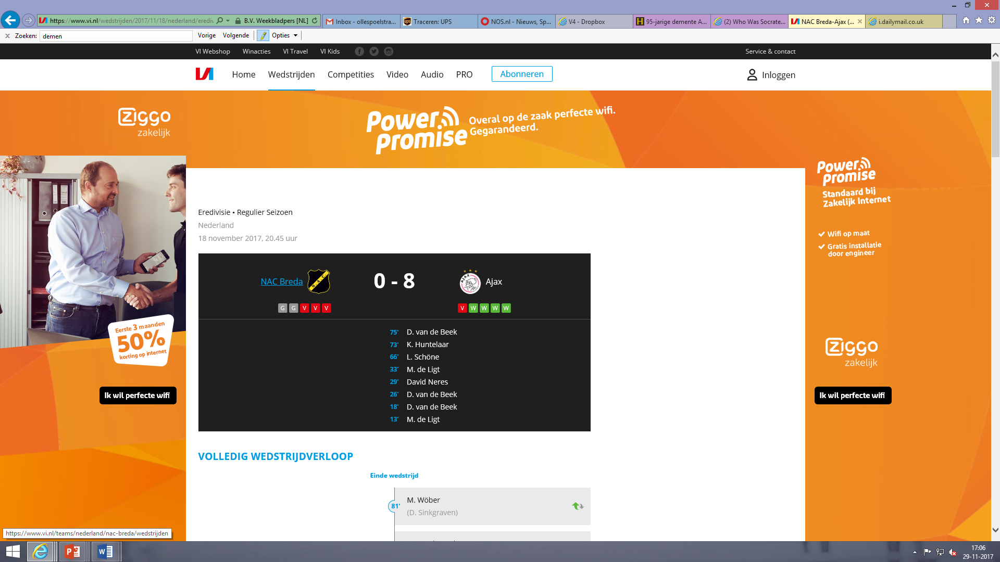 https://www.vi.nl/wedstrijden/2017/11/18/nederland/erediv
B.V. Weekbladpers [NL]
Inbox - ollespoelstra...
Traceren: UPS
NOS.nl - Nieuws, Sp...
V4 - Dropbox
95-jarige demente A...
(2) Who Was Socrate...
NAC Breda-Ajax (...
i.dailymail.co.uk
Zoeken: demen Vorige Volgende Opties
VI Webshop Winacties VI Travel VI Kids Service & contact
VI Home Wedstrijden Competities Video Audio PRO Abonneren Inloggen
Ziggo
zakelijk
Power promise
Overal op de zaak perfecte wifi.
Gegarandeerd.
Power
promise
Standaard bij
Zakelijk Internet
Wifi op maat
Gratis installatie
door engineer
Ziggo
zakelijk
Ik wil perfecte wifi
Eerste 3 maanden
50%
korting op internet
Ik wil perfecte wifi
Eredivisie • Regulier Seizoen
Nederland
18 november 2017, 20.45 uur
NAC Breda NAC 0 - 8 AJAX Ajax
G G V V V V W W W W
75' D. van de Beek
73' K. Huntelaar
66' L. Schöne
33' M. de Ligt
29' David Neres
26' D. van de Beek
18' D. van de Beek
13' M. de Ligt
VOLLEDIG WEDSTRIJDVERLOOP
Einde wedstrijd
81' M. Wöber
(D. Sinkgraven)
https://www.vi.nl/teams/nederland/nac-breda/wedstrijden
17:06
29-11-2017